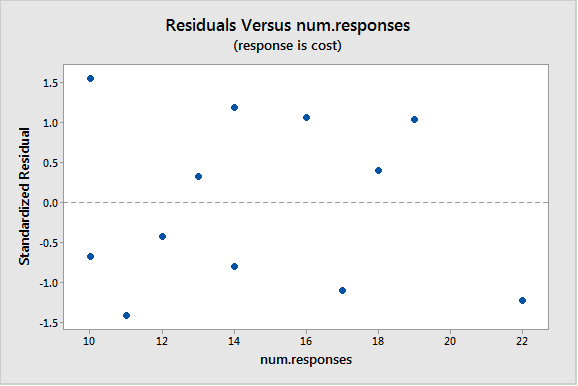 Residuals Versus num.responses
(response is cost)
Standardized Residual
1.5
1.0
0.5
0.0
-0.5
-1.0
-1.5
10 12 14 16 18 20 22
num.responses